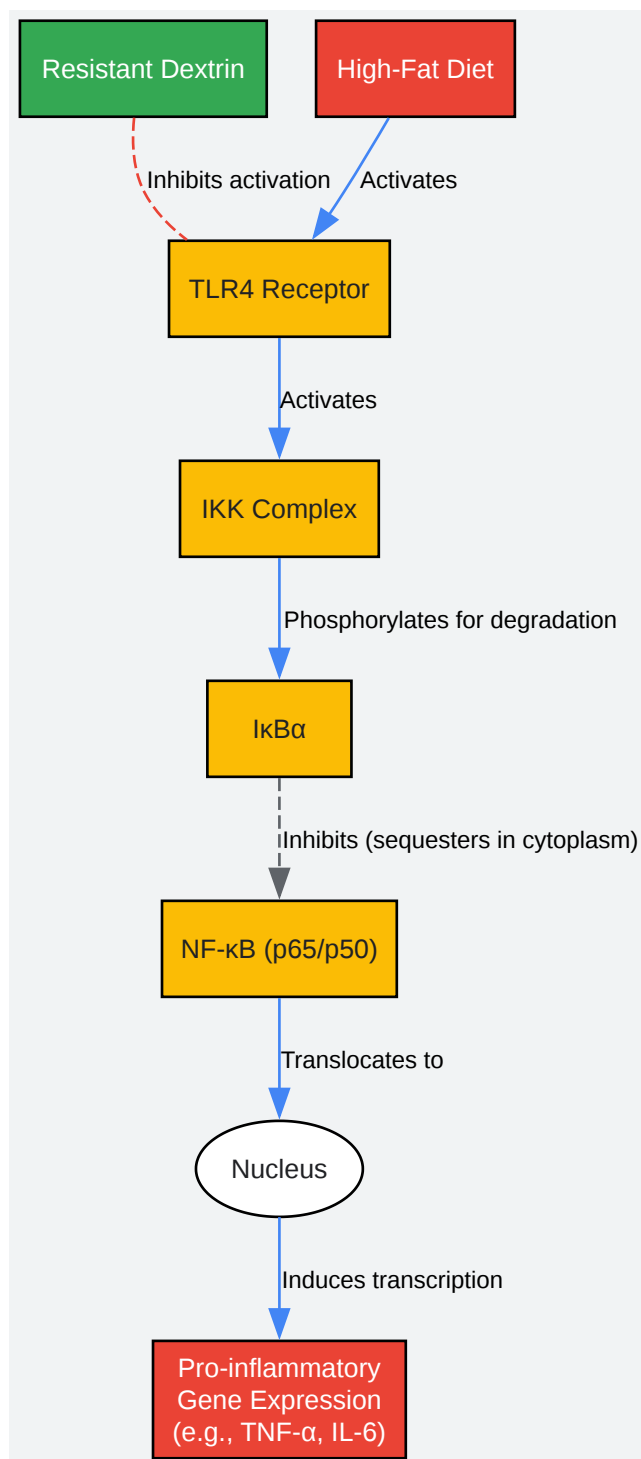 Resistant Dextrin
High-Fat Diet
Inhibits activation
Activates
TLR4 Receptor
Activates
IKK Complex
Phosphorylates for degradation
IκBα
Inhibits (sequesters in cytoplasm)
NF-κB (p65/p50)
Translocates to
Nucleus
Induces transcription
Pro-inflammatory
Gene Expression
(e.g., TNF-α, IL-6)